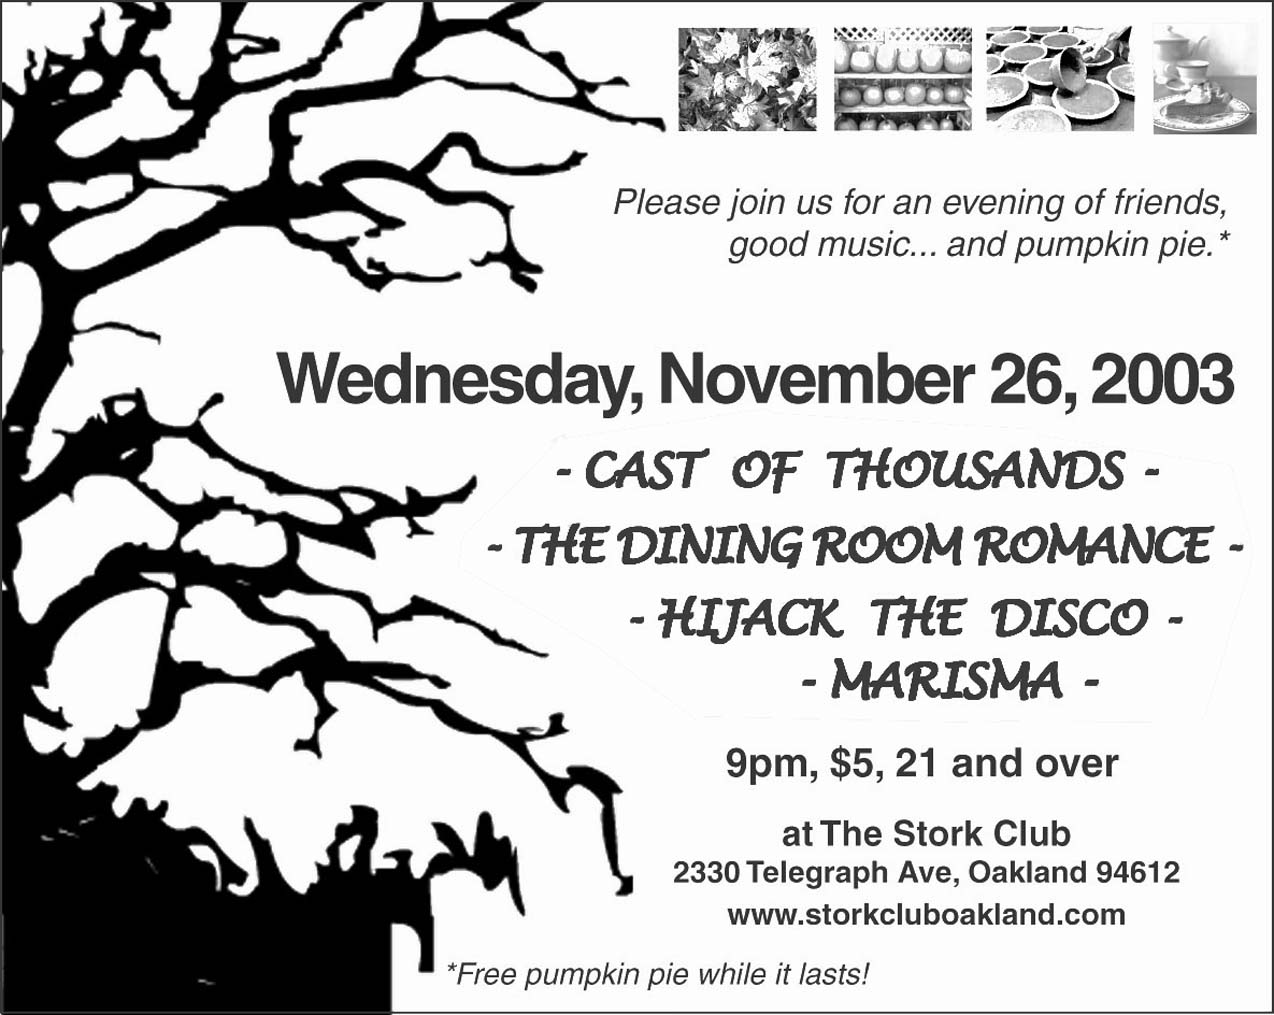 Please join us for an evening of friends,
good music... and pumpkin pie.*
Wednesday, November 26, 2003
- CAST OF THOUSANDS -
- THE DINING ROOM ROMANCE -
- HIJACK THE DISCO -
- MARISMA -
9pm, $5, 21 and over
at The Stork Club
2330 Telegraph Ave, Oakland 94612
www.storkcluboakland.com
*Free pumpkin pie while it lasts!